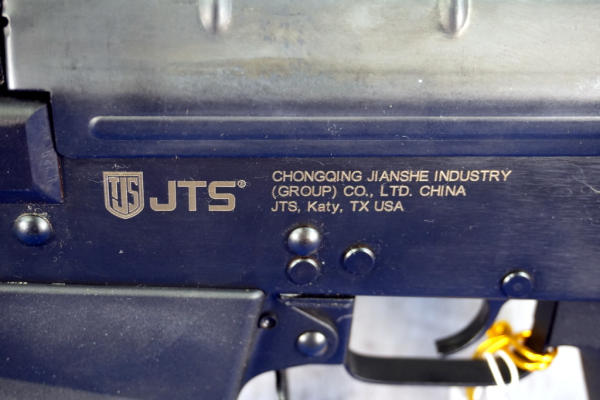 JTS JTS®
CHONGQING JIANSHE INDUSTRY
(GROUP) CO., LTD. CHINA
JTS, Katy, TX USA